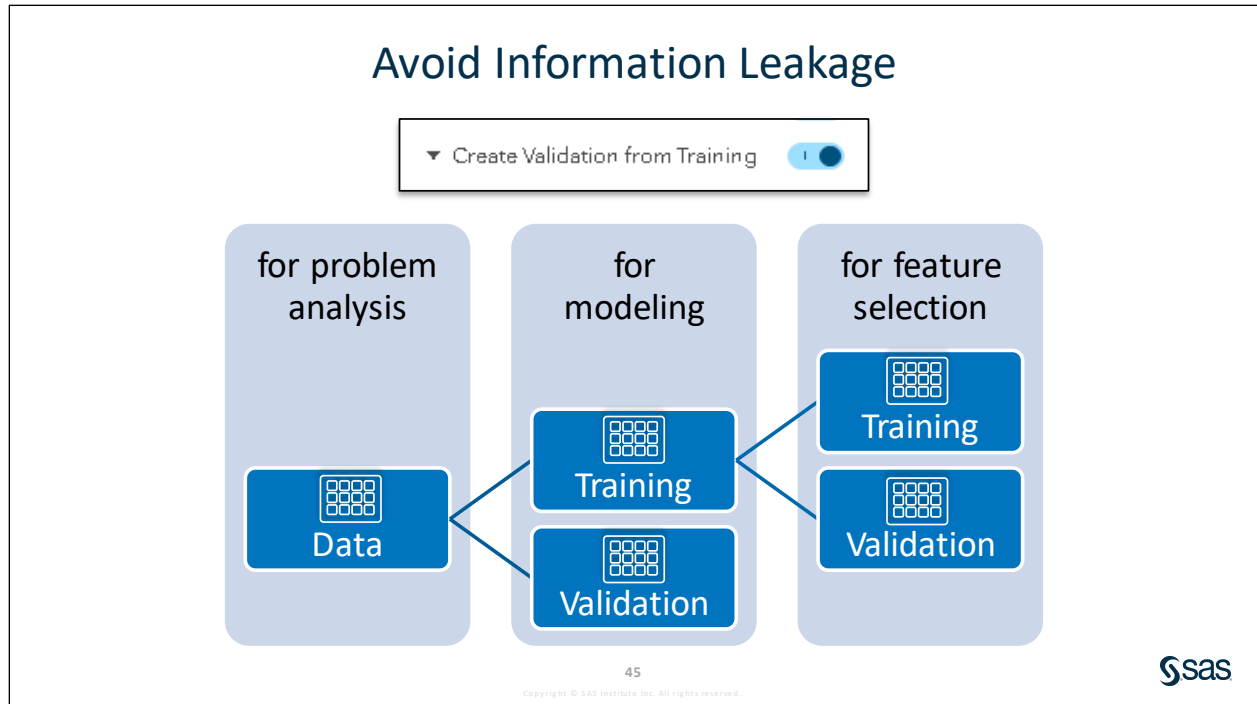 Avoid Information Leakage
Create Validation from Training
for problem
analysis
for
modeling
for feature
selection
Data
Training
Validation
Training
Validation
45
Copyright © SAS Institute Inc. All rights reserved.
sas